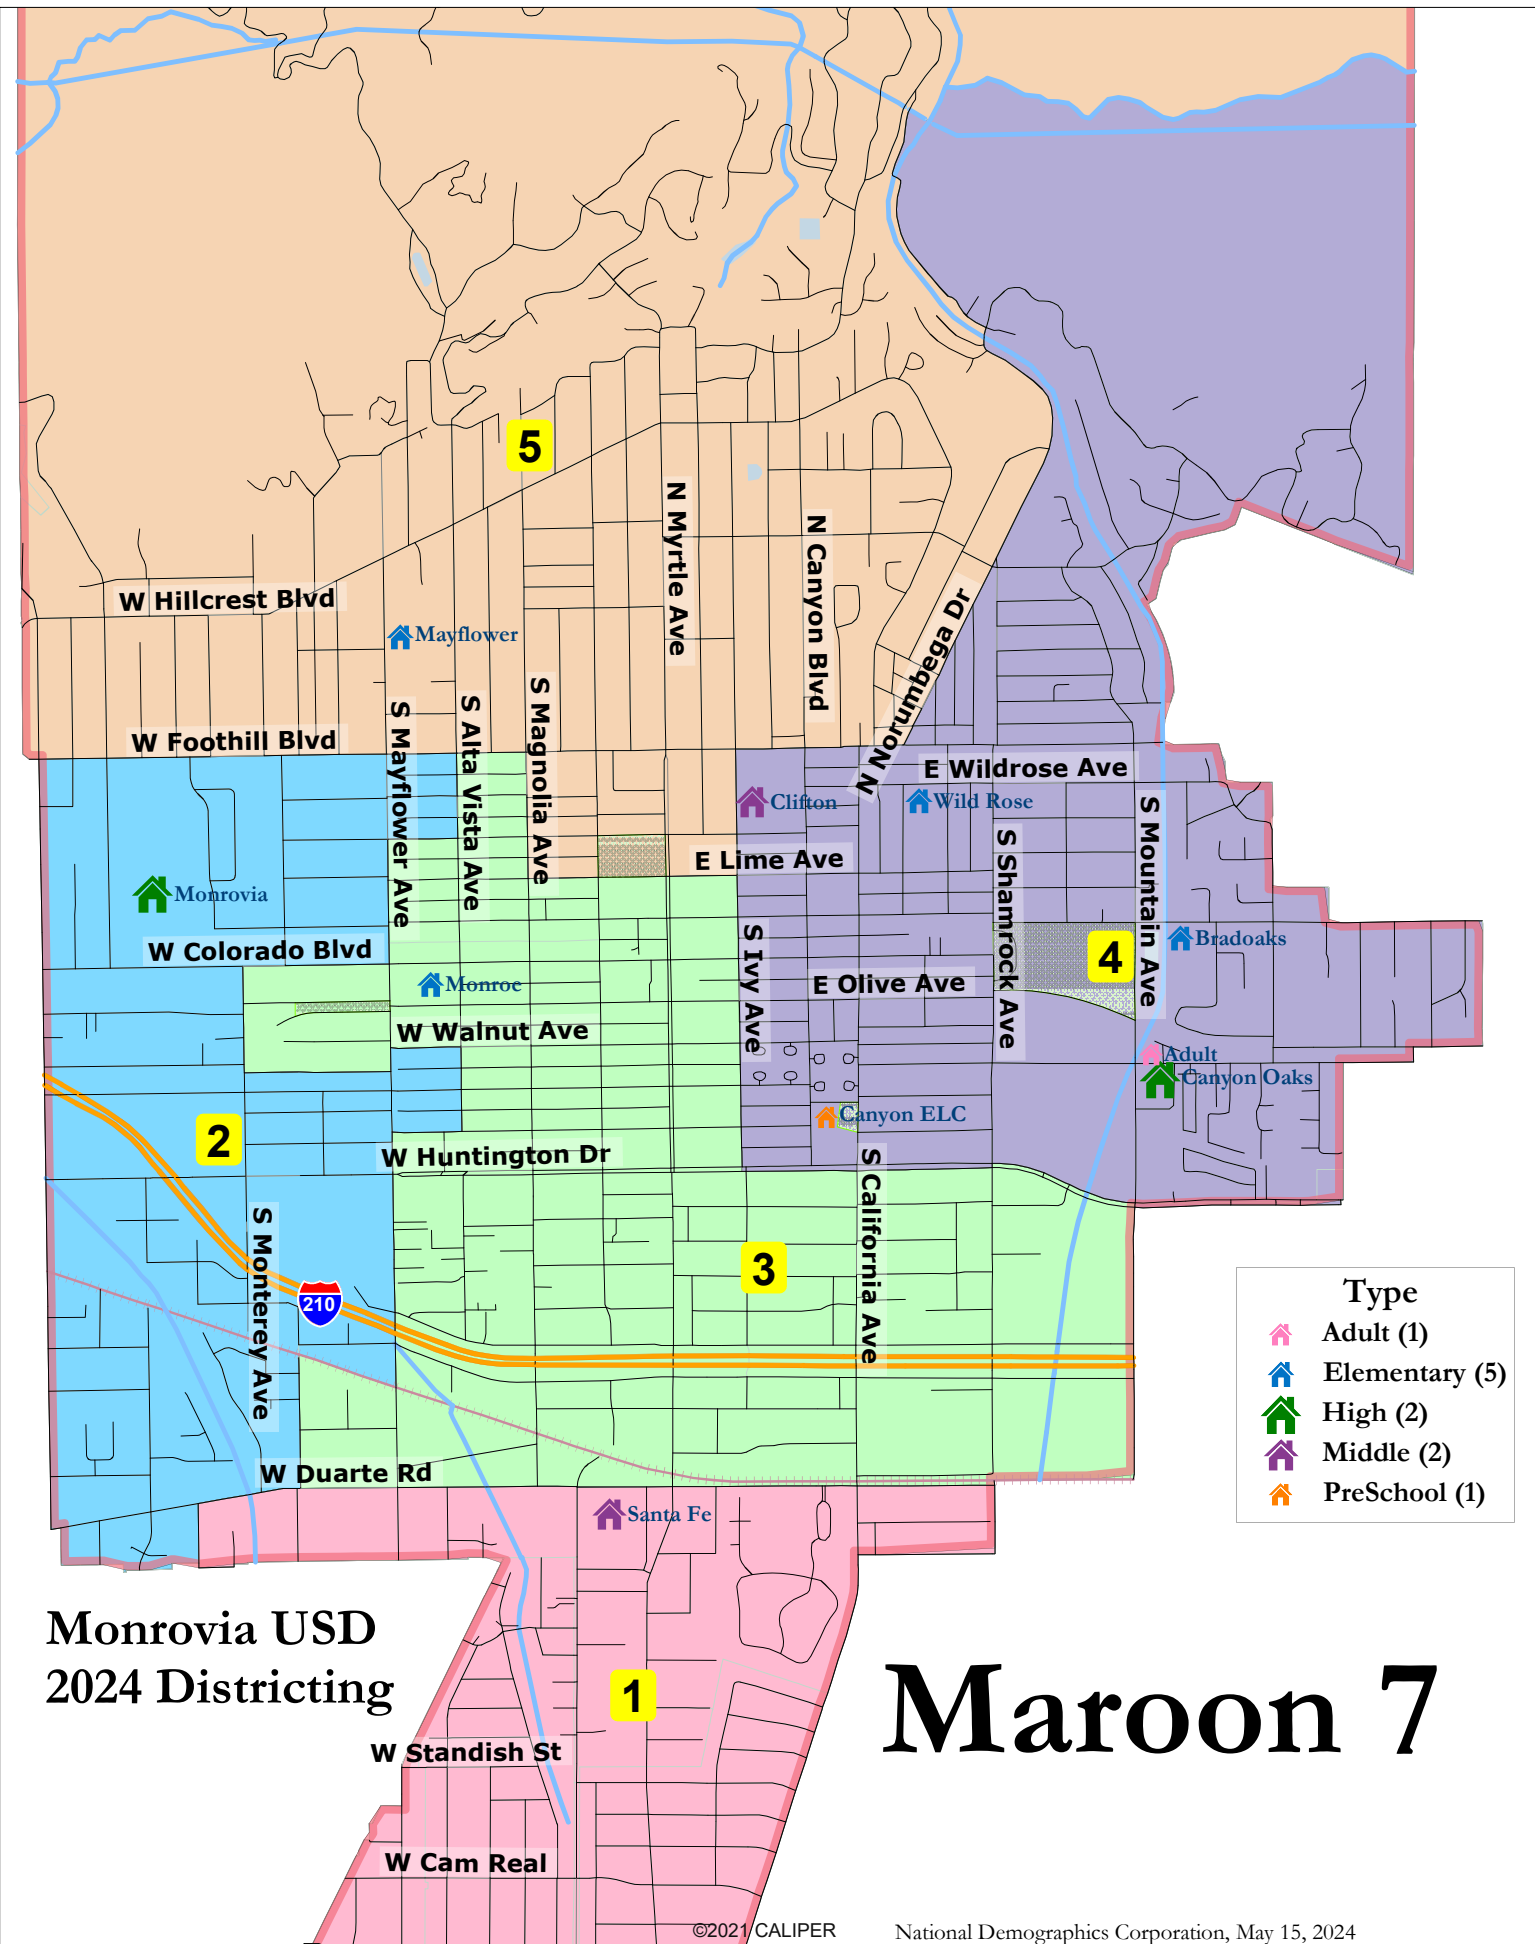 5
N Myrtle Ave
N Canyon Blvd
W Hillcrest Blvd
N Norumbega Dr
Mayflower
S Mayflower Ave
S Alta Vista Ave
S Magnolia Ave
W Foothill Blvd
E Wildrose Ave
Clifton
Wild Rose
S Shamrock Ave
S Mountain Ave
E Lime Ave
Monrovia
W Colorado Blvd
S Ivy Ave
4
Bradoaks
Monroe
E Olive Ave
W Walnut Ave
Adult
Canyon Oaks
2
Canyon ELC
W Huntington Dr
S California Ave
S Monterey Ave
3
210
W Duarte Rd
Santa Fe
Type
Adult (1)
Elementary (5)
High (2)
Middle (2)
PreSchool (1)
Monrovia USD
2024 Districting
1
Maroon 7
W Standish St
W Cam Real
©2021 CALIPER
National Demographics Corporation, May 15, 2024